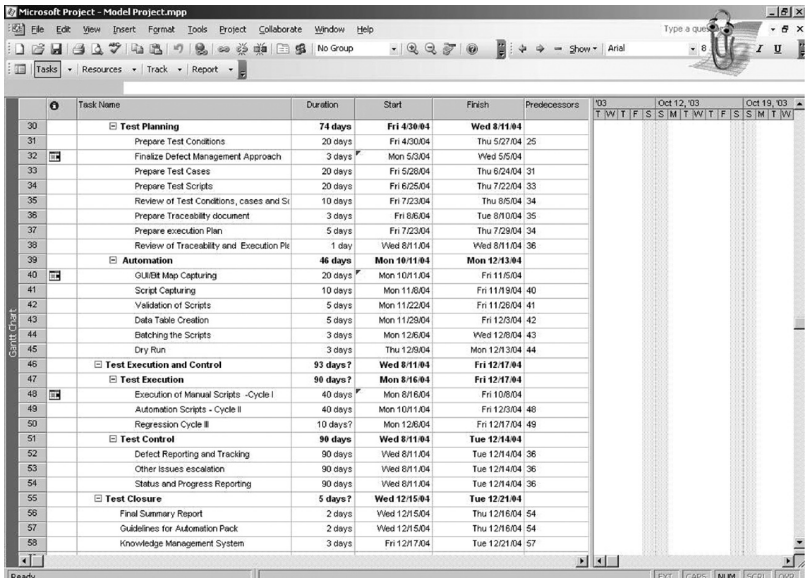 Microsoft Project - Model Project.mpp
File Edit View Insert Format Tools Project Collaborate Window Help
Type a ques
No Group Show Arial 8 I U
Tasks Resources Track Report
Task Name Duration Start Finish Predecessors '03 Oct 12, '03 Oct 19, '03
T W T F S S M T W T F S S M T W
30 Test Planning 74 days Fri 4/30/04 Wed 8/11/04
31 Prepare Test Conditions 20 days Fri 4/30/04 Thu 5/27/04 25
32 Finalize Defect Management Approach 3 days Mon 5/3/04 Wed 5/5/04
33 Prepare Test Cases 20 days Fri 5/28/04 Thu 6/24/04 31
34 Prepare Test Scripts 20 days Fri 6/25/04 Thu 7/22/04 33
35 Review of Test Conditions, cases and Sc 10 days Fri 7/23/04 Thu 8/5/04 34
36 Prepare Traceability document 3 days Fri 8/6/04 Tue 8/10/04 35
37 Prepare execution Plan 5 days Fri 7/23/04 Thu 7/29/04 34
38 Review of Traceability and Execution Pla 1 day Wed 8/11/04 Wed 8/11/04 36
39 Automation 46 days Mon 10/11/04 Mon 12/13/04
40 GUI/Bit Map Capturing 20 days Mon 10/11/04 Fri 11/5/04
41 Script Capturing 10 days Mon 11/8/04 Fri 11/19/04 40
42 Validation of Scripts 5 days Mon 11/22/04 Fri 11/26/04 41
43 Data Table Creation 5 days Mon 11/29/04 Fri 12/3/04 42
44 Batching the Scripts 3 days Mon 12/6/04 Wed 12/8/04 43
45 Dry Run 3 days Thu 12/9/04 Mon 12/13/04 44
46 Test Execution and Control 93 days? Wed 8/11/04 Fri 12/17/04
47 Test Execution 90 days? Mon 8/16/04 Fri 12/17/04
48 Execution of Manual Scripts -Cycle I 40 days Mon 8/16/04 Fri 10/8/04
49 Automation Scripts - Cycle II 40 days Mon 10/11/04 Fri 12/3/04 48
50 Regression Cycle III 10 days? Mon 12/6/04 Fri 12/17/04 49
51 Test Control 90 days Wed 8/11/04 Tue 12/14/04
52 Defect Reporting and Tracking 90 days Wed 8/11/04 Tue 12/14/04 36
53 Other Issues escalation 90 days Wed 8/11/04 Tue 12/14/04 36
54 Status and Progress Reporting 90 days Wed 8/11/04 Tue 12/14/04 36
55 Test Closure 5 days? Wed 12/15/04 Tue 12/21/04
56 Final Summary Report 2 days Wed 12/15/04 Thu 12/16/04 54
57 Guidelines for Automation Pack 2 days Wed 12/15/04 Thu 12/16/04 54
58 Knowledge Management System 3 days Fri 12/17/04 Tue 12/21/04 57
Gantt Chart
Ready EXT CAPS NUM SCRL OVR